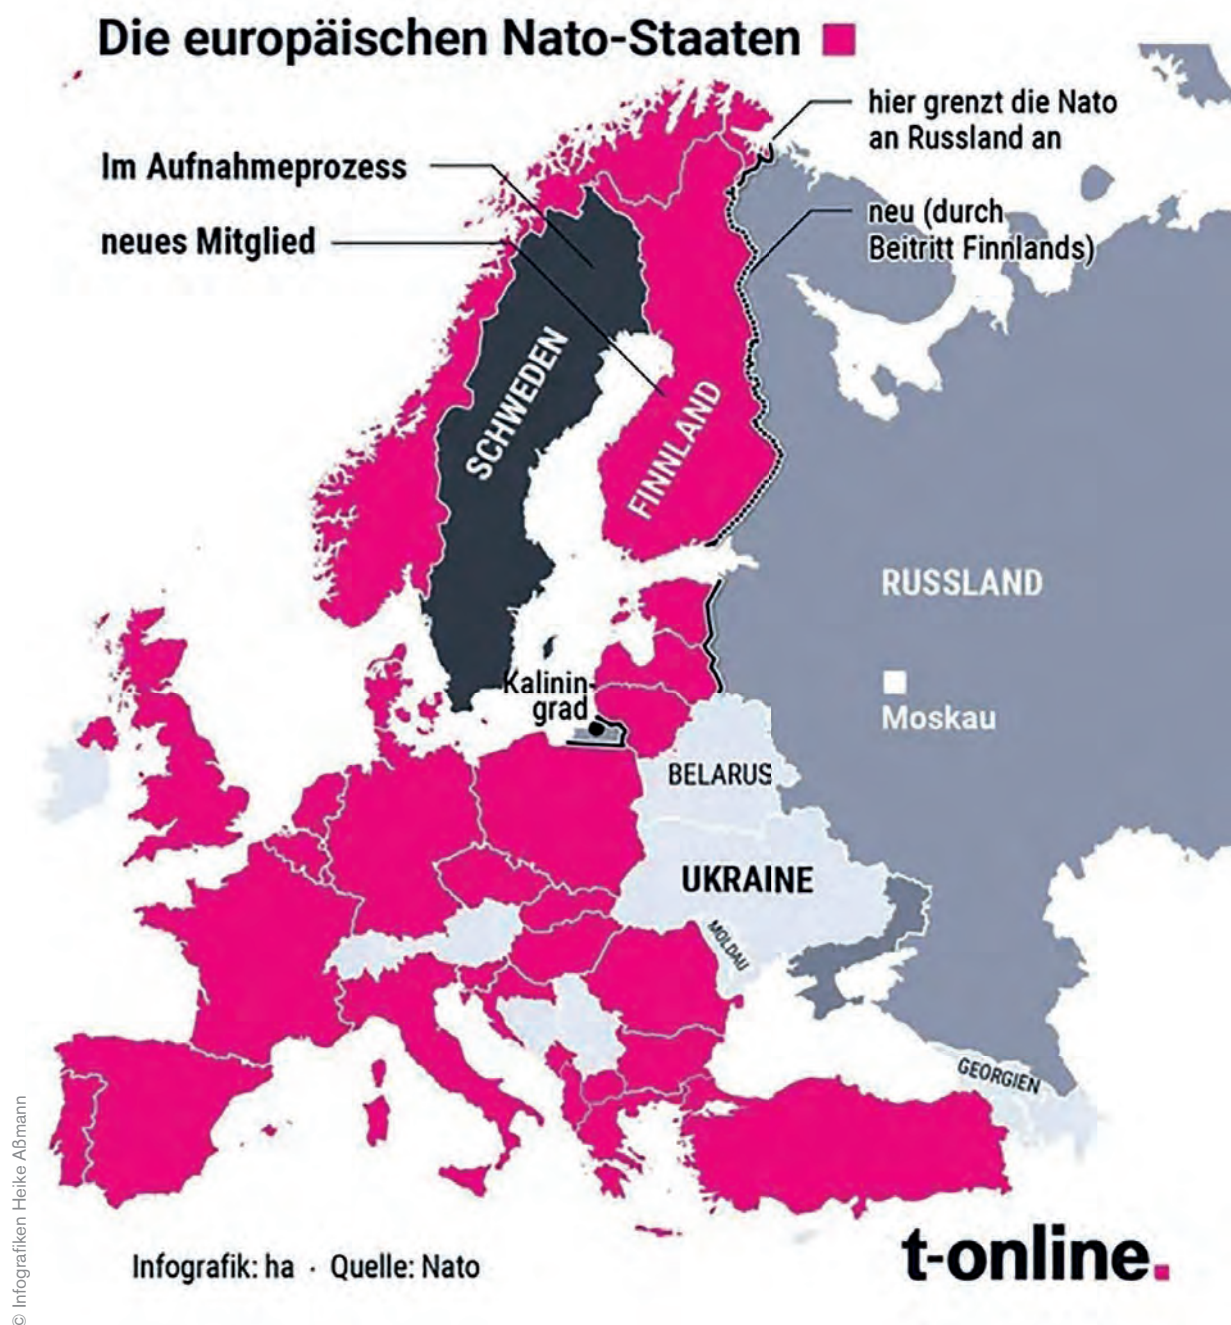 Die europäischen Nato-Staaten
hier grenzt die Nato
an Russland an
Im Aufnahmeprozess
neu (durch
Beitritt Finnlands)
neues Mitglied
SCHWEDEN
FINNLAND
RUSSLAND
Moskau
Kalinin-
grad
BELARUS
UKRAINE
MOLDAU
GEORGIEN
Infografik: ha · Quelle: Nato
t-online.
© Infografiken Heike Aßmann